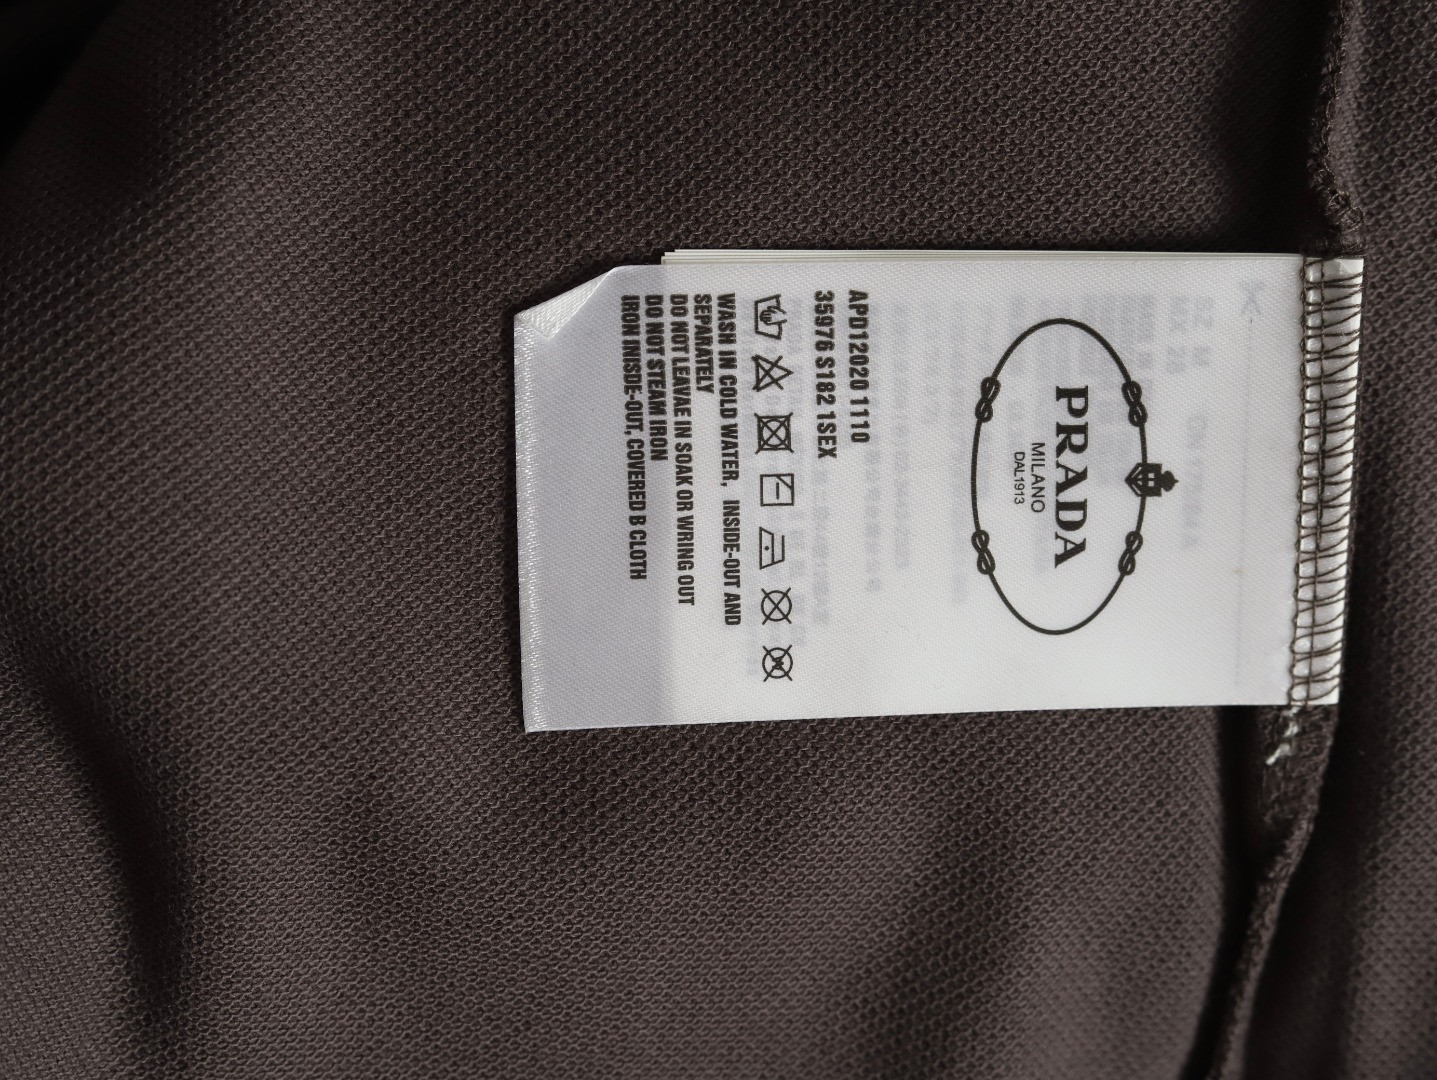 PRADA
MILANO
DAL1913
APD12020 1110
35976 S182 1SEX
WASH IN COLD WATER, INSIDE-OUT AND
SEPARATELY
DO NOT LEAVAE IN SOAK OR WRING OUT
DO NOT STEAM IRON
IRON INISDE-OUT, COVERED B CLOTH